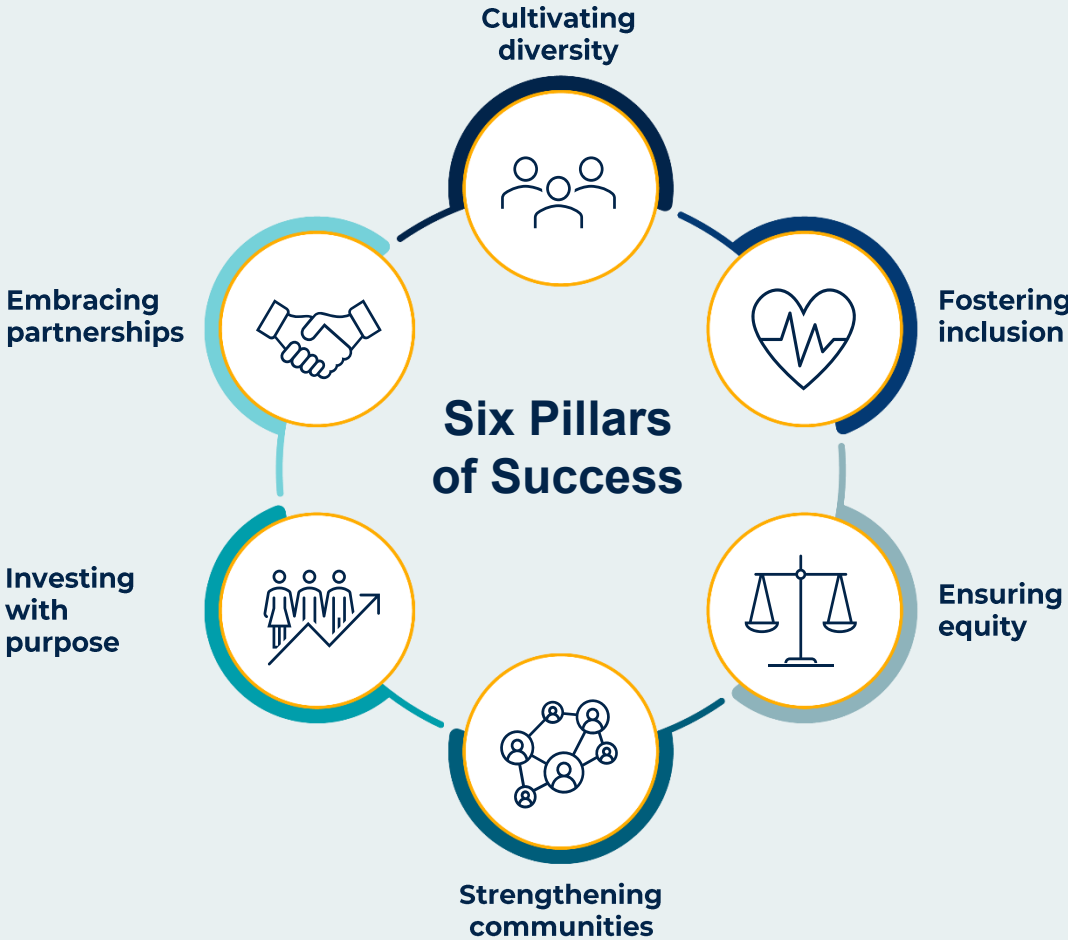 Cultivating
diversity
Embracing
partnerships
Fostering
inclusion
Six Pillars
of Success
Investing
with
purpose
Ensuring
equity
Strengthening
communities